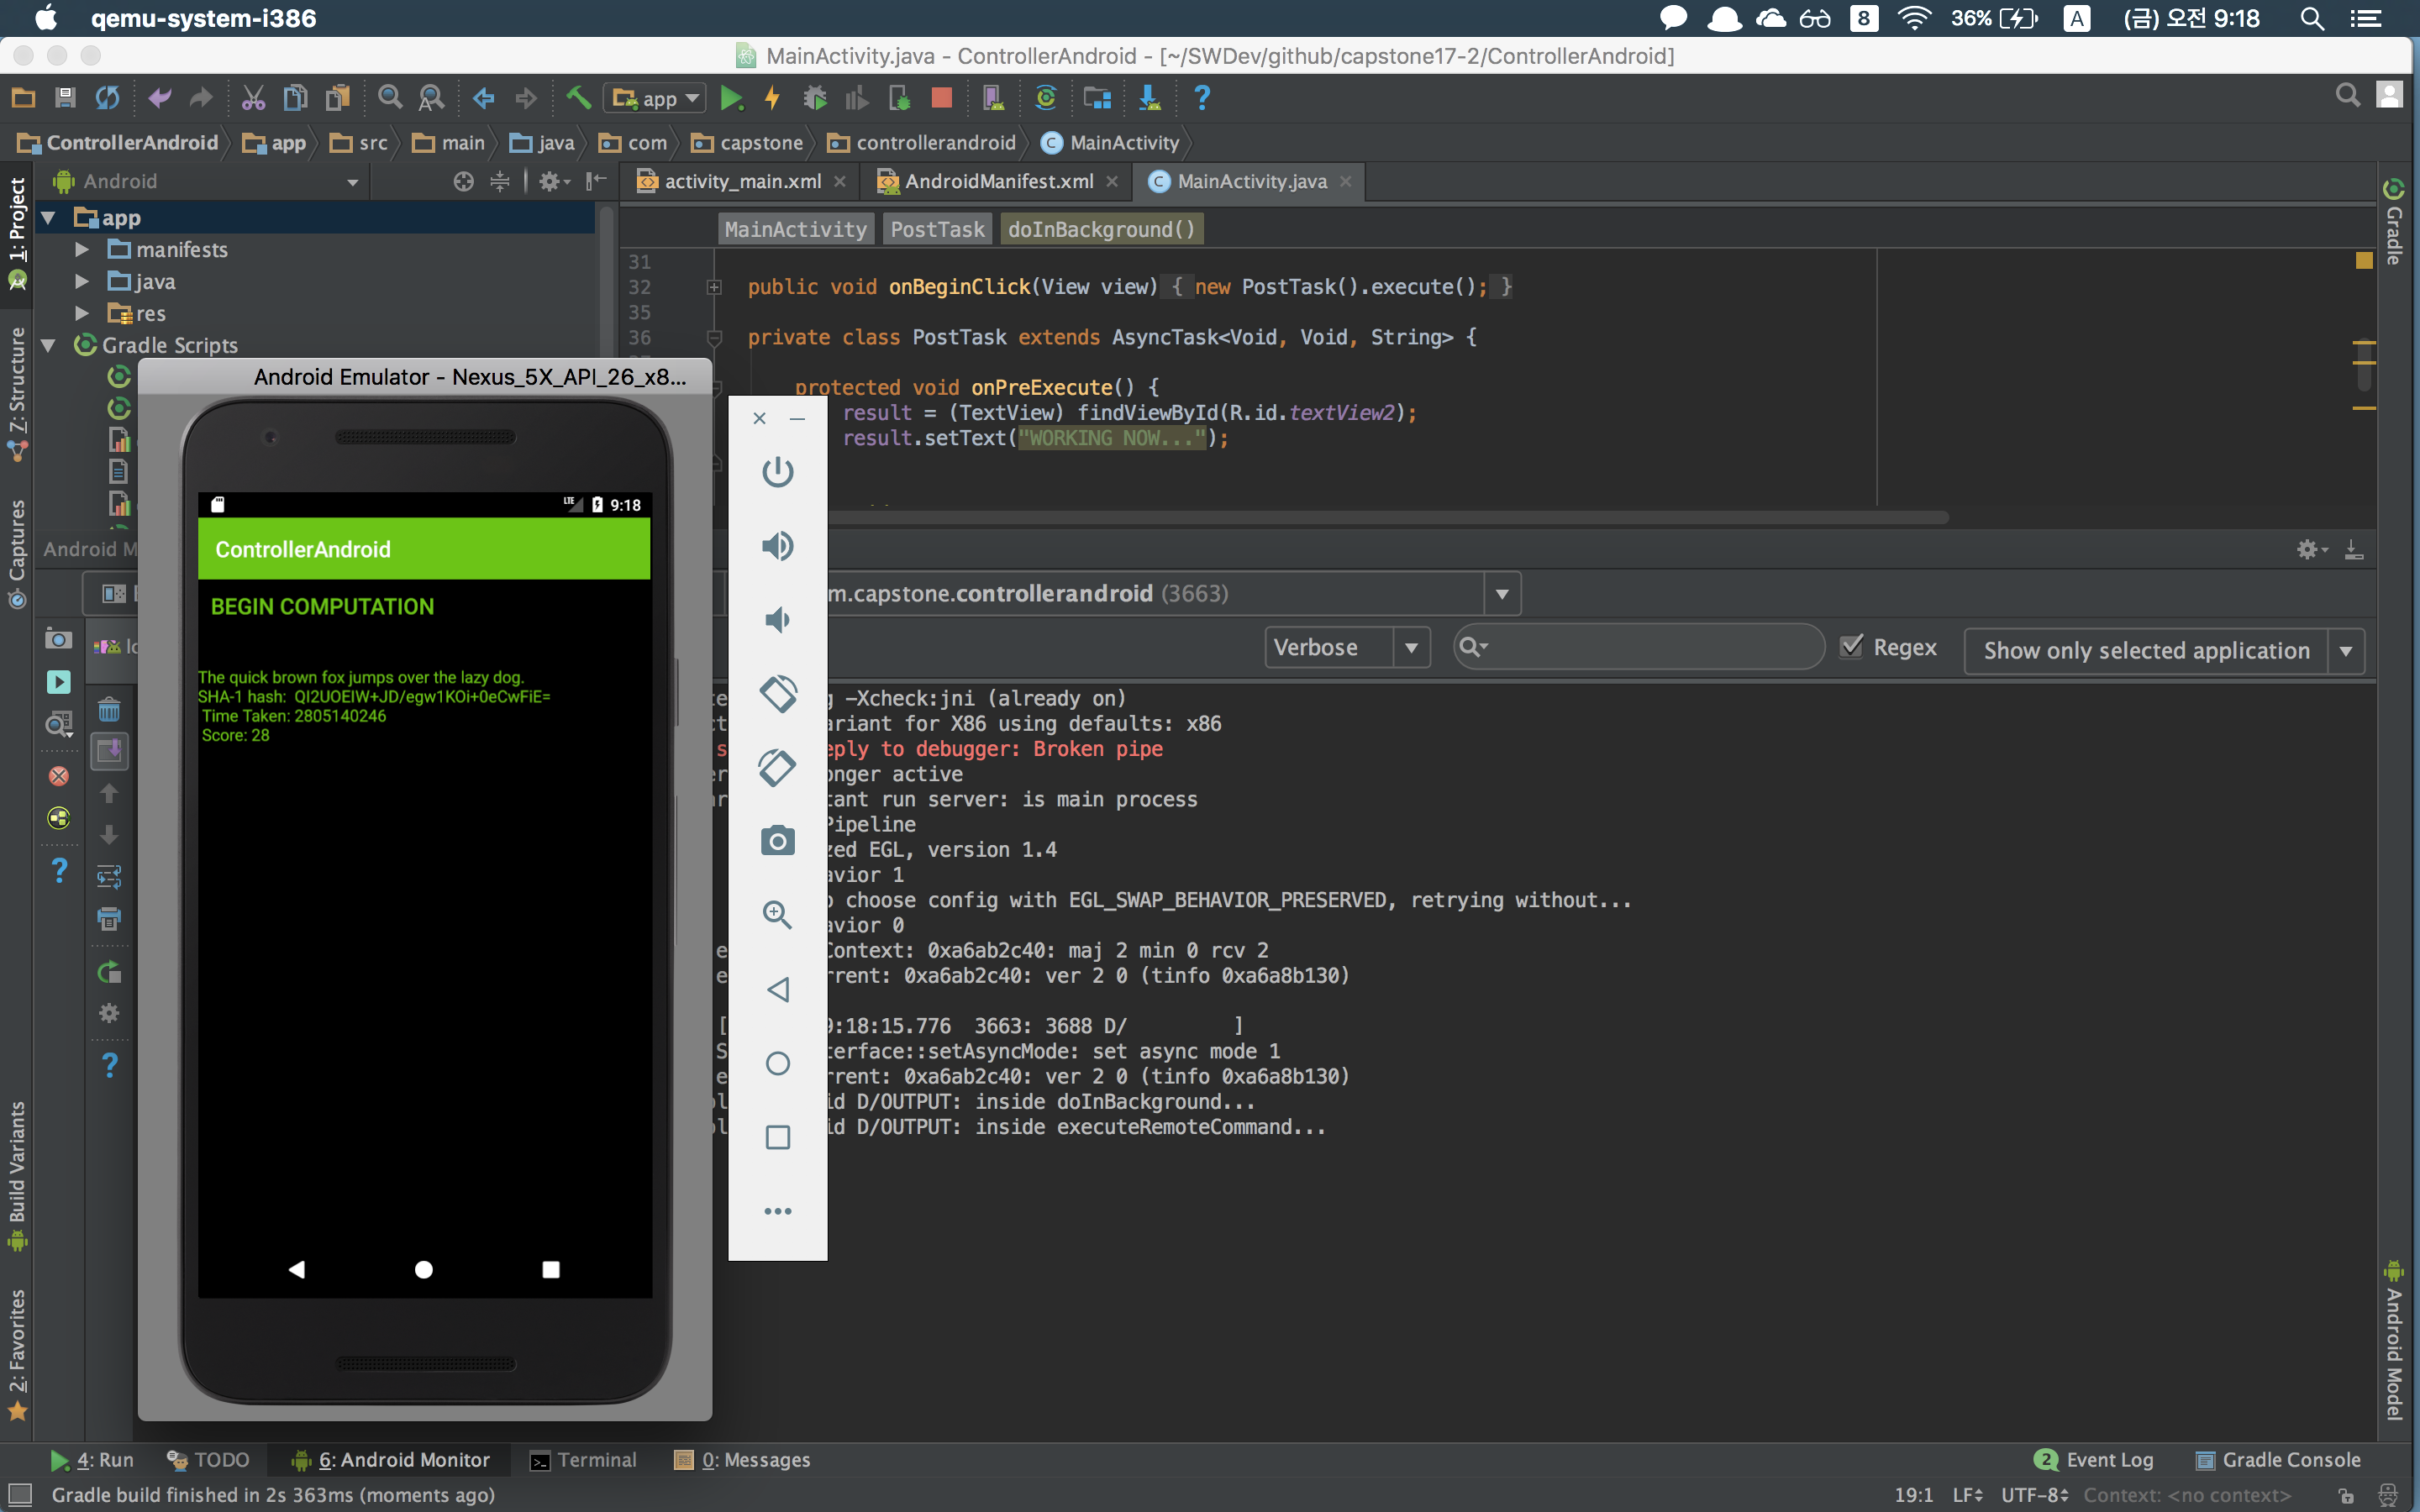 qemu-system-i386
8
36%
A
(금) 오전 9:18
MainActivity.java - ControllerAndroid - [~/SWDev/github/capstone17-2/ControllerAndroid]
app
ControllerAndroid
app
src
main
java
com
capstone
controllerandroid
MainActivity
1: Project
Android
activity_main.xml
AndroidManifest.xml
MainActivity.java
Gradle
app
manifests
java
res
Gradle Scripts
MainActivity
PostTask
doInBackground()
31
32 public void onBeginClick(View view) { new PostTask().execute(); }
35
36 private class PostTask extends AsyncTask<Void, Void, String> {
protected void onPreExecute() {
result = (TextView) findViewById(R.id.textView2);
result.setText("WORKING NOW...");
7: Structure
Captures
Android Emulator - Nexus_5X_API_26_x8...
LTE 9:18
ControllerAndroid
BEGIN COMPUTATION
The quick brown fox jumps over the lazy dog.
SHA-1 hash: QI2UOEIW+JD/egw1KOi+0eCwFiE=
Time Taken: 2805140246
Score: 28
Android M
m.capstone.controllerandroid (3663)
Verbose
Regex
Show only selected application
g -Xcheck:jni (already on)
ariant for X86 using defaults: x86
eply to debugger: Broken pipe
onger active
tant run server: is main process
Pipeline
zed EGL, version 1.4
avior 1
o choose config with EGL_SWAP_BEHAVIOR_PRESERVED, retrying without...
avior 0
Context: 0xa6ab2c40: maj 2 min 0 rcv 2
rrent: 0xa6ab2c40: ver 2 0 (tinfo 0xa6a8b130)
[ 9:18:15.776 3663: 3688 D/ ]
terface::setAsyncMode: set async mode 1
rrent: 0xa6ab2c40: ver 2 0 (tinfo 0xa6a8b130)
id D/OUTPUT: inside doInBackground...
id D/OUTPUT: inside executeRemoteCommand...
Build Variants
2: Favorites
Android Model
4: Run
TODO
6: Android Monitor
Terminal
0: Messages
2 Event Log
Gradle Console
Gradle build finished in 2s 363ms (moments ago)
19:1
LF
UTF-8
Context: <no context>